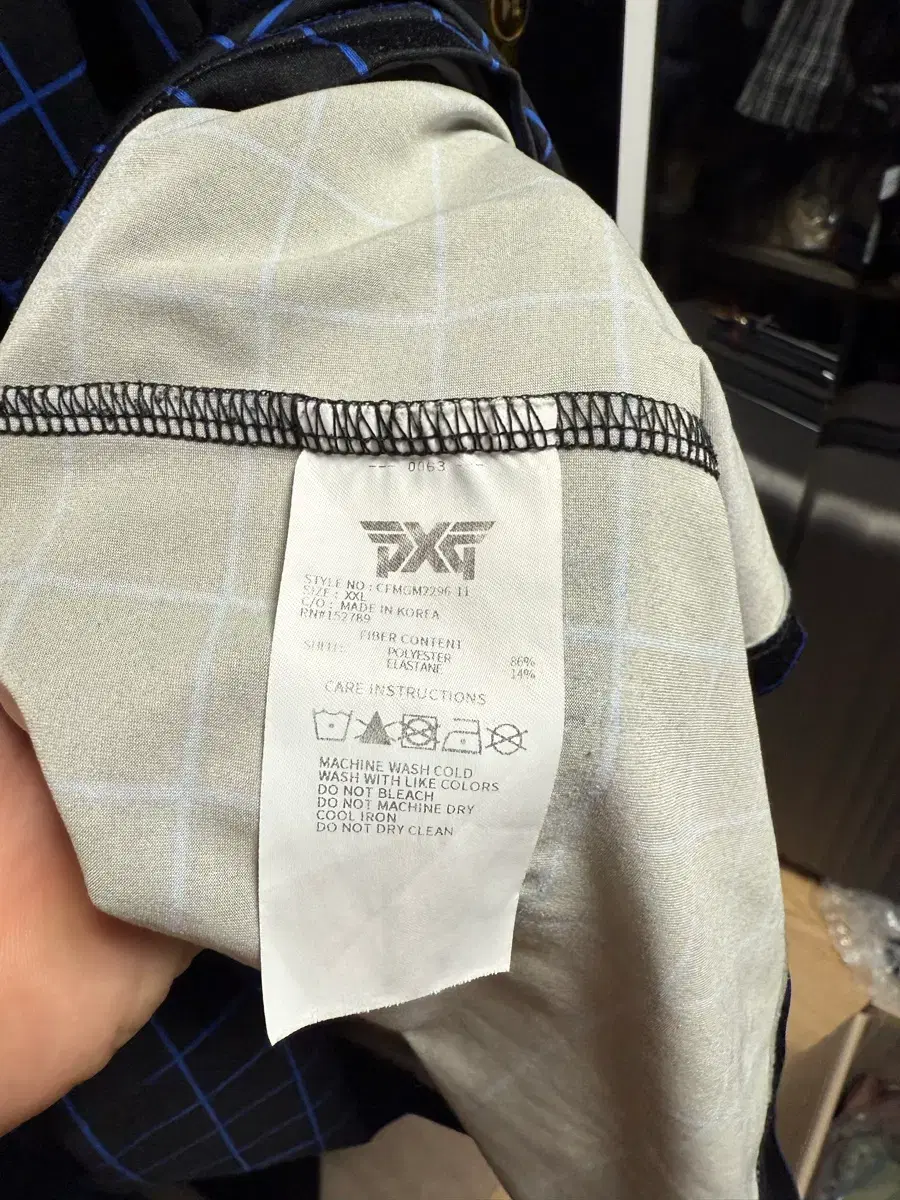 --- 0063 ---
PXG
STYLE NO : CFMGM2296-11
SIZE : XXL
C/O : MADE IN KOREA
RN#152789
FIBER CONTENT
SHELL: POLYESTER 86%
ELASTANE 14%
CARE INSTRUCTIONS
MACHINE WASH COLD
WASH WITH LIKE COLORS
DO NOT BLEACH
DO NOT MACHINE DRY
COOL IRON
DO NOT DRY CLEAN